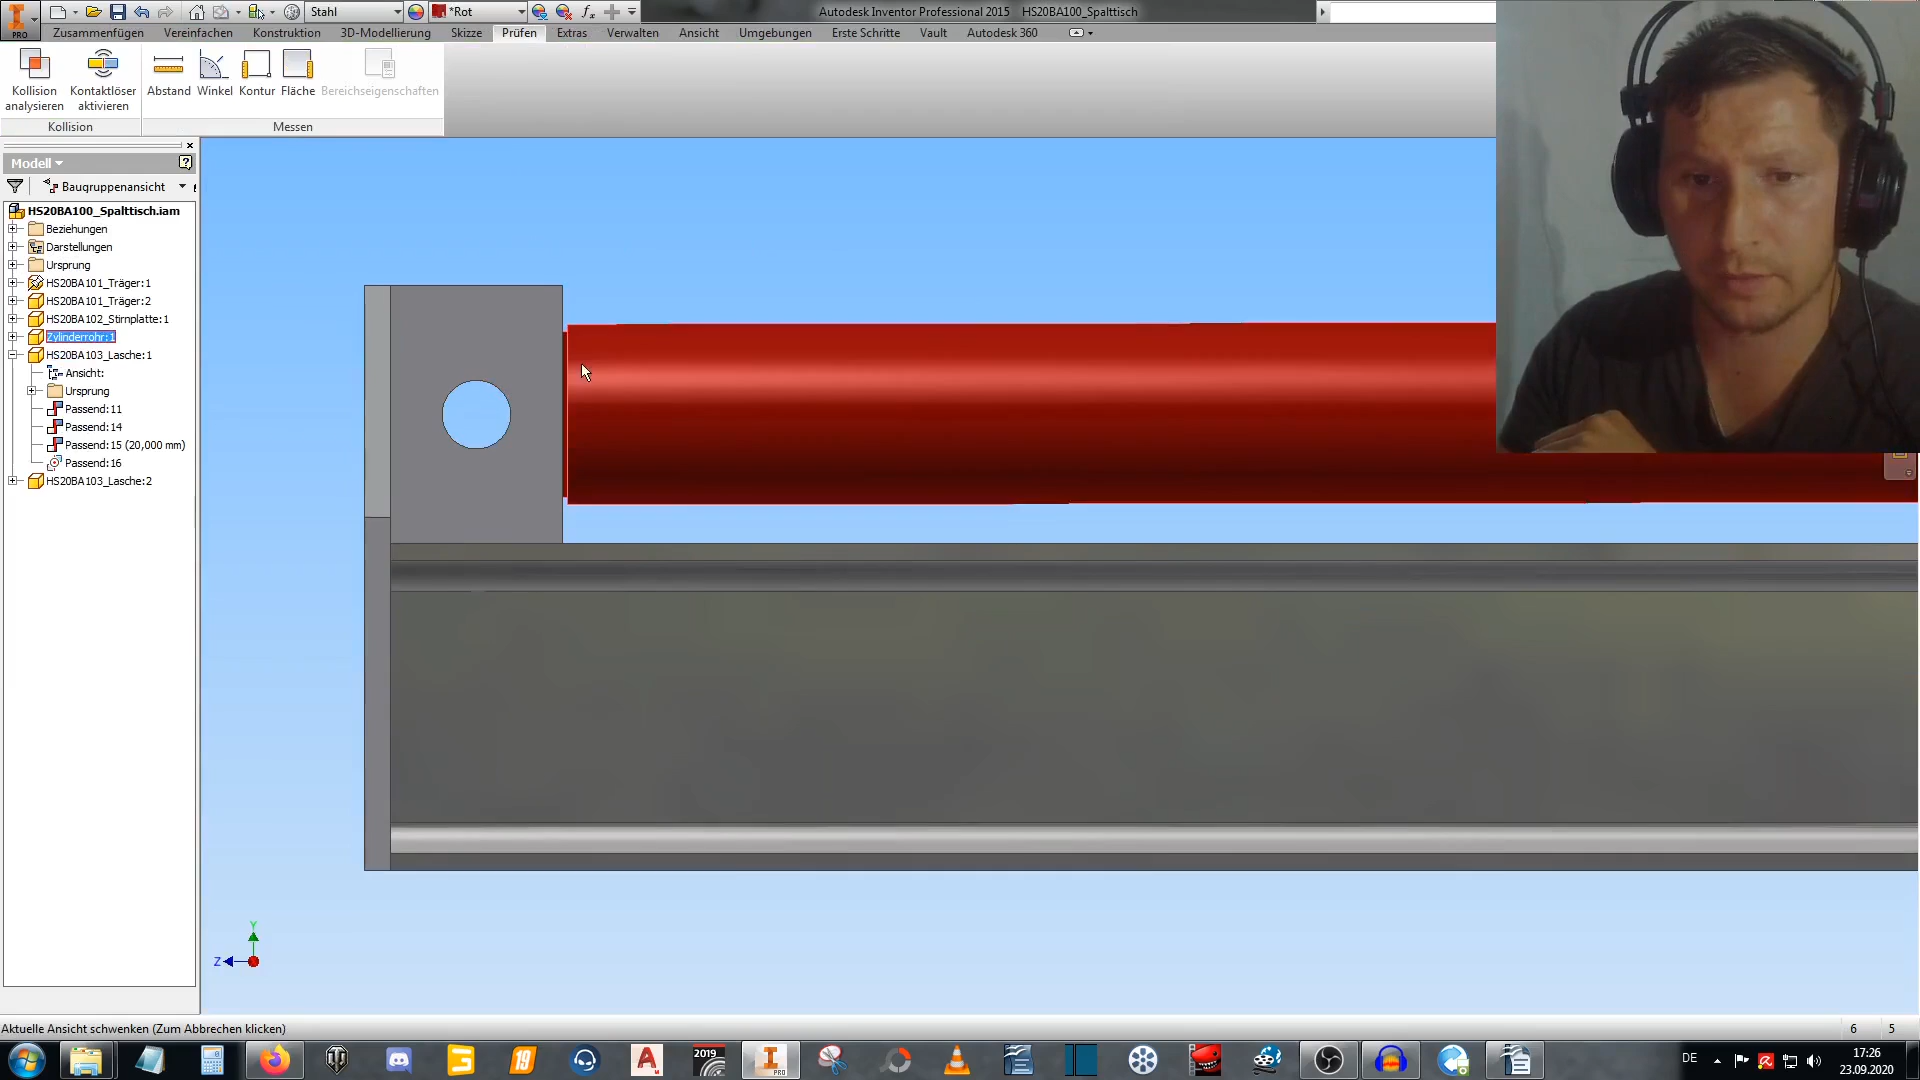 Stahl
*Rot
Autodesk Inventor Professional 2015 HS20BA100_Spalttisch
PRO
Zusammenfügen Vereinfachen Konstruktion 3D-Modellierung Skizze Prüfen Extras Verwalten Ansicht Umgebungen Erste Schritte Vault Autodesk 360
Kollision analysieren
Kontaktlöser aktivieren
Abstand Winkel Kontur Fläche Bereichseigenschaften
Kollision Messen
Modell
Baugruppenansicht
HS20BA100_Spalttisch.iam
Beziehungen
Darstellungen
Ursprung
HS20BA101_Träger:1
HS20BA101_Träger:2
HS20BA102_Stirnplatte:1
Zylinderrohr:1
HS20BA103_Lasche:1
Ansicht:
Ursprung
Passend:11
Passend:14
Passend:15 (20,000 mm)
Passend:16
HS20BA103_Lasche:2
Y
Z
Aktuelle Ansicht schwenken (Zum Abbrechen klicken)
6 5
19
2019
PRO
DE
17:26
23.09.2020